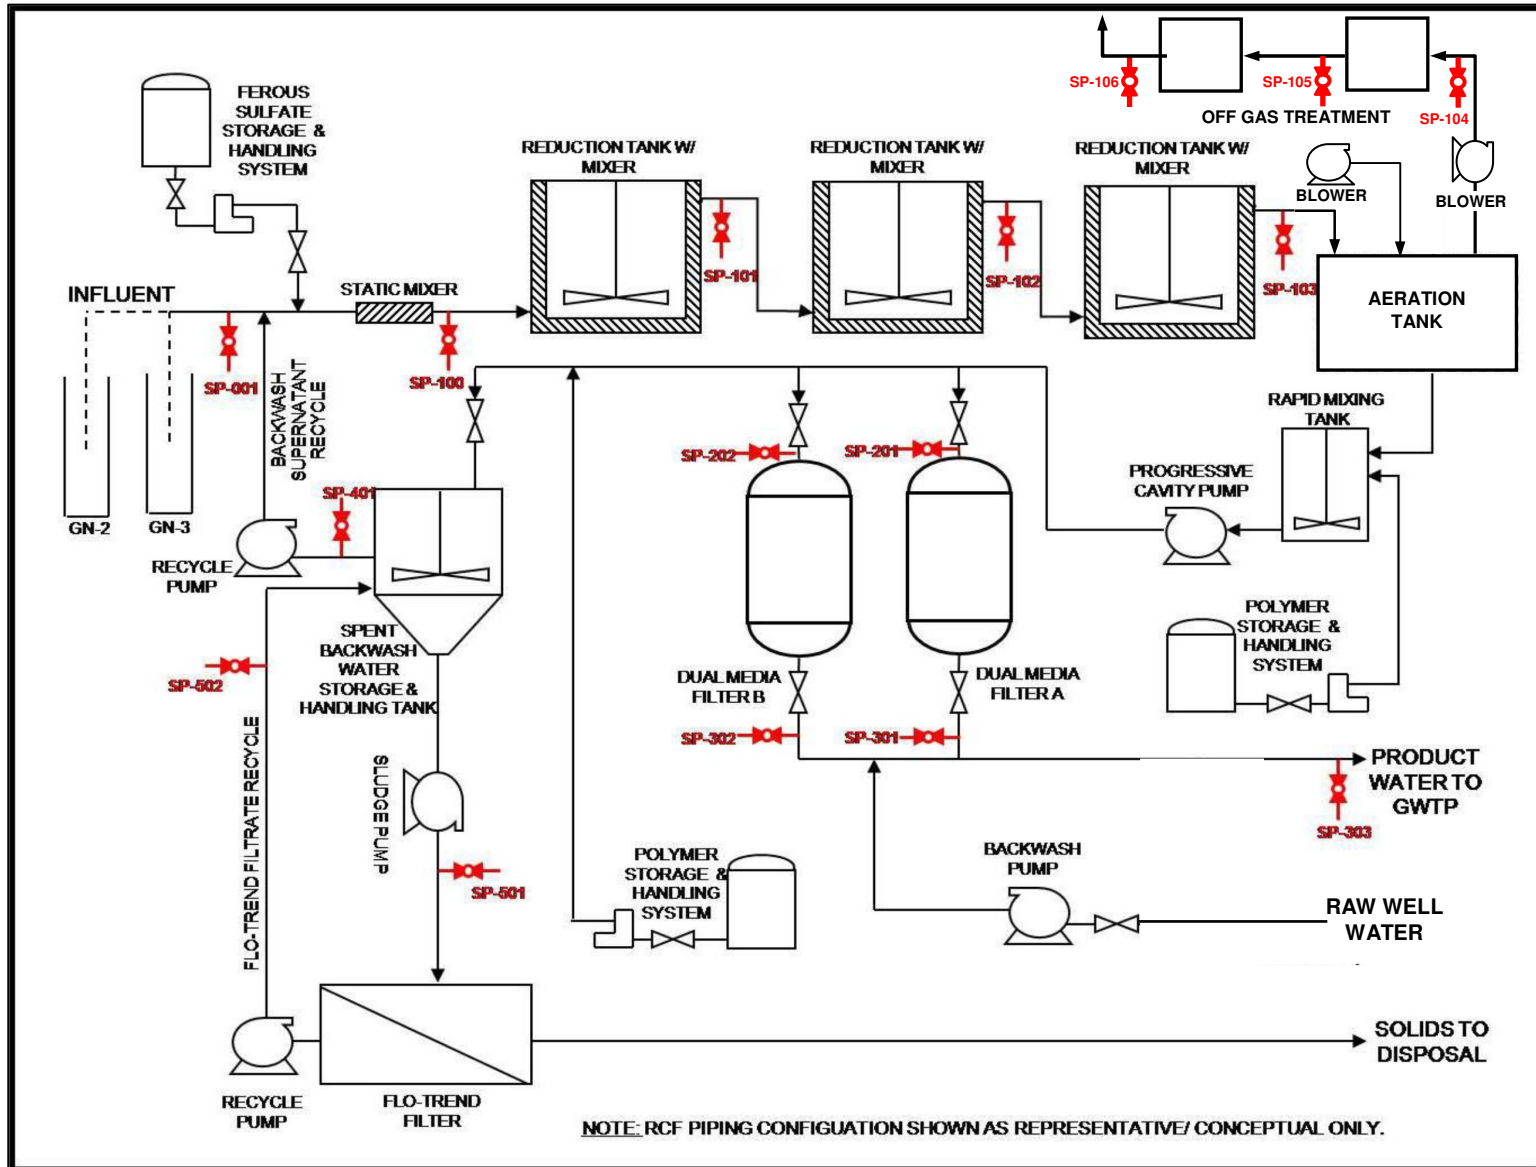 SP-106
SP-105
SP-104
OFF GAS TREATMENT
FEROUS
SULFATE
STORAGE &
HANDLING
SYSTEM
REDUCTION TANK W/
MIXER
REDUCTION TANK W/
MIXER
REDUCTION TANK W/
MIXER
BLOWER
BLOWER
SP-101
SP-102
SP-103
INFLUENT
STATIC MIXER
AERATION
TANK
SP-001
SP-100
BACKWASH
SUPERNATANT
RECYCLE
RAPID MIXING
TANK
SP-202
SP-201
PROGRESSIVE
CAVITY PUMP
SP-401
GN-2
GN-3
RECYCLE
PUMP
SPENT
BACKWASH
WATER
STORAGE &
HANDLING TANK
POLYMER
STORAGE &
HANDLING
SYSTEM
SP-502
DUAL MEDIA
FILTER B
DUAL MEDIA
FILTER A
SP-302
SP-301
FLO-TREND FILTRATE RECYCLE
SLUDGE PUMP
PRODUCT
WATER TO
GWTP
SP-303
SP-501
POLYMER
STORAGE &
HANDLING
SYSTEM
BACKWASH
PUMP
RAW WELL
WATER
SOLIDS TO
DISPOSAL
RECYCLE
PUMP
FLO-TREND
FILTER
NOTE: RCF PIPING CONFIGUATION SHOWN AS REPRESENTATIVE/ CONCEPTUAL ONLY.